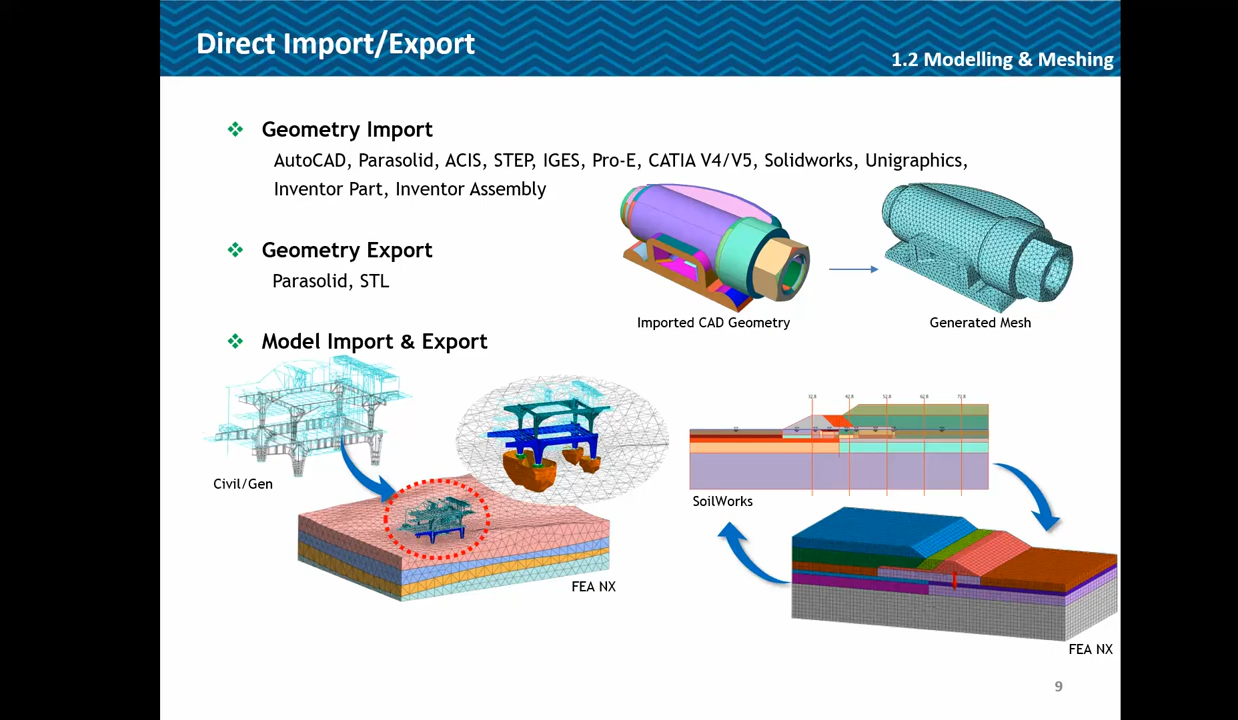 Direct Import/Export
1.2 Modelling & Meshing
Geometry Import
AutoCAD, Parasolid, ACIS, STEP, IGES, Pro-E, CATIA V4/V5, Solidworks, Unigraphics,
Inventor Part, Inventor Assembly
Geometry Export
Parasolid, STL
Imported CAD Geometry
Generated Mesh
Model Import & Export
Civil/Gen
FEA NX
SoilWorks
FEA NX
9